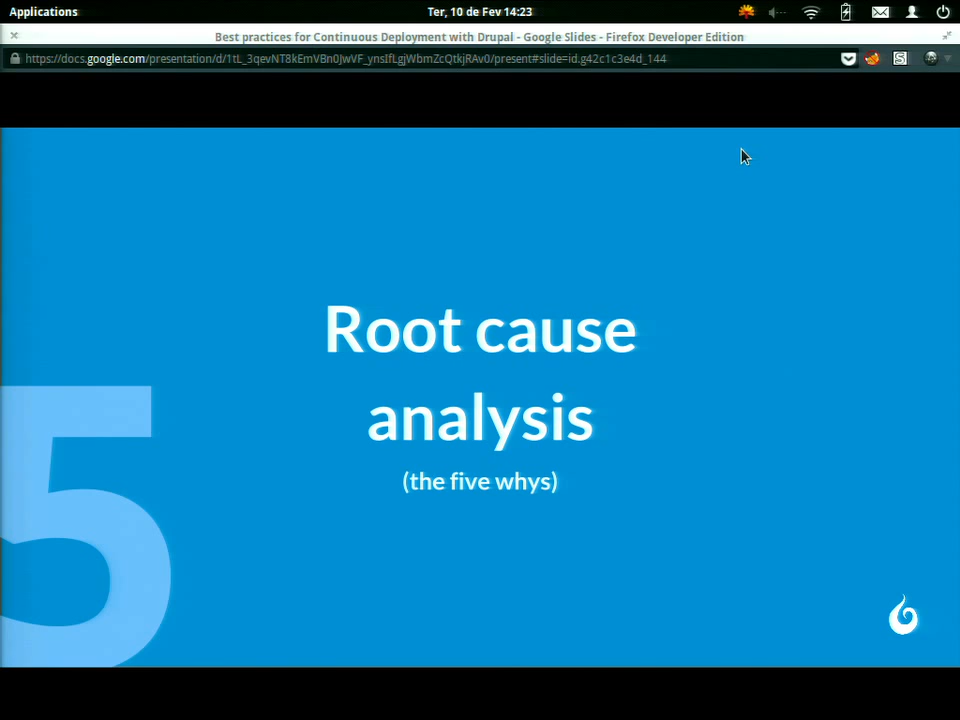 Applications
Ter, 10 de Fev 14:23
Best practices for Continuous Deployment with Drupal - Google Slides - Firefox Developer Edition
https://docs.google.com/presentation/d/1tL_3qevNT8kEmVBn0JwVF_ynsIfLgjWbmZcQtkjRAv0/present#slide=id.g42c1c3e4d_144
Root cause
analysis
(the five whys)
5